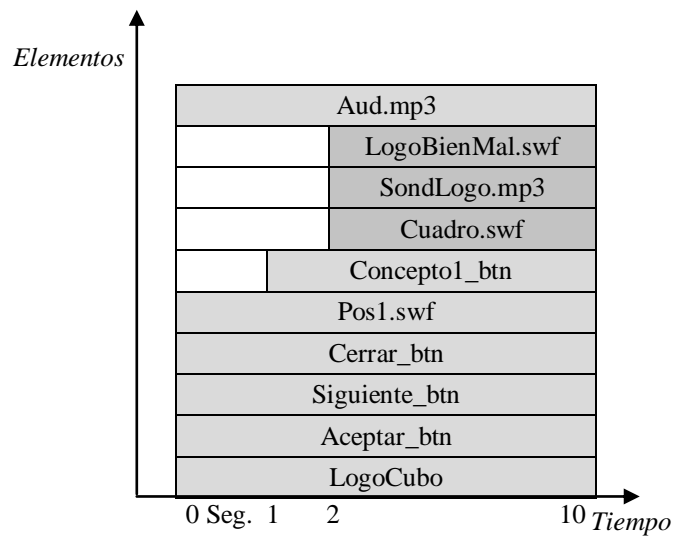 Elementos
Aud.mp3
LogoBienMal.swf
SondLogo.mp3
Cuadro.swf
Concepto1_btn
Pos1.swf
Cerrar_btn
Siguiente_btn
Aceptar_btn
LogoCubo
0 Seg. 1 2 10 Tiempo